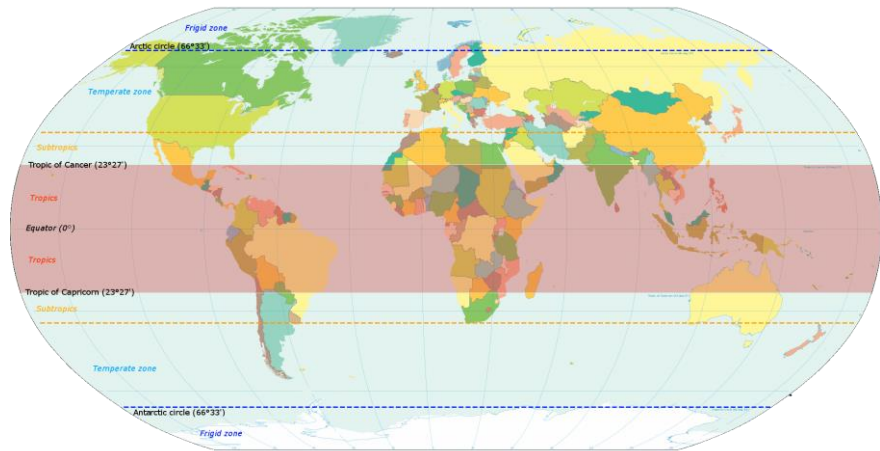 Frigid zone
Arctic circle (66°33')
Temperate zone
Subtropics
Tropic of Cancer (23°27')
Tropics
Equator (0°)
Tropics
Tropic of Capricorn (23°27')
Subtropics
Temperate zone
Antarctic circle (66°33')
Frigid zone